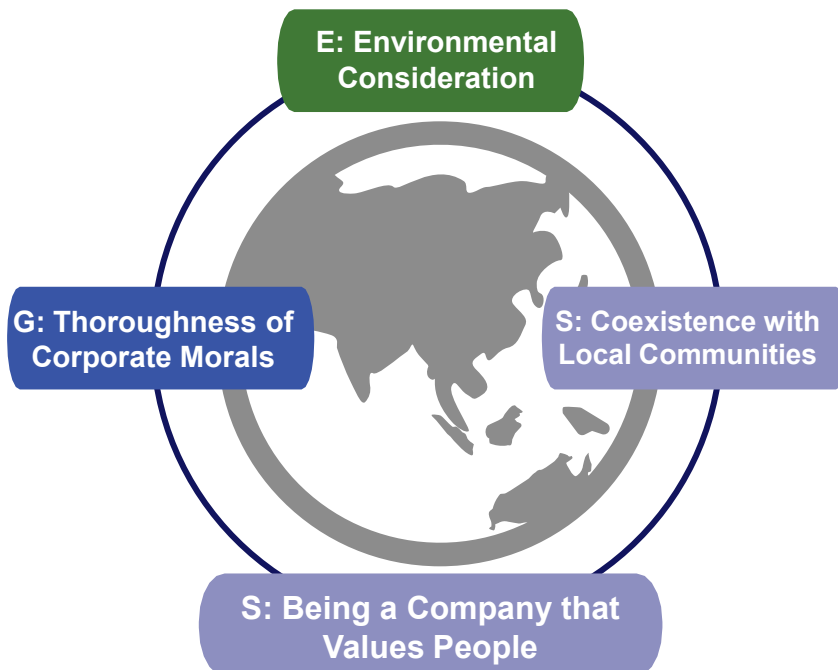 E: Environmental
Consideration
G: Thoroughness of
Corporate Morals
S: Coexistence with
Local Communities
S: Being a Company that
Values People